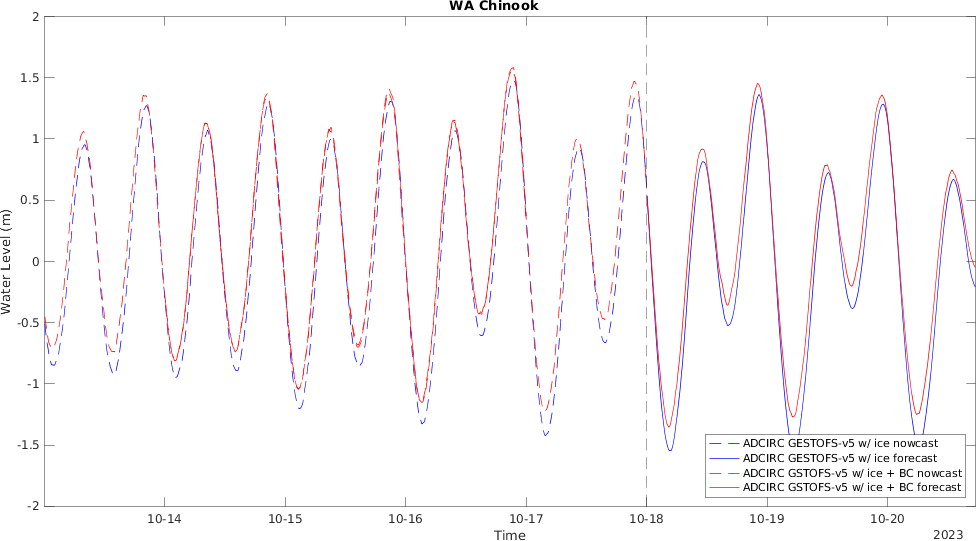 WA Chinook
2
1.5
1
0.5
0
-0.5
-1
-1.5
-2
Water Level (m)
10-14
10-15
10-16
10-17
10-18
10-19
10-20
Time
2023
ADCIRC GESTOFS-v5 w/ ice nowcast
ADCIRC GESTOFS-v5 w/ ice forecast
ADCIRC GSTOFS-v5 w/ ice + BC nowcast
ADCIRC GSTOFS-v5 w/ ice + BC forecast